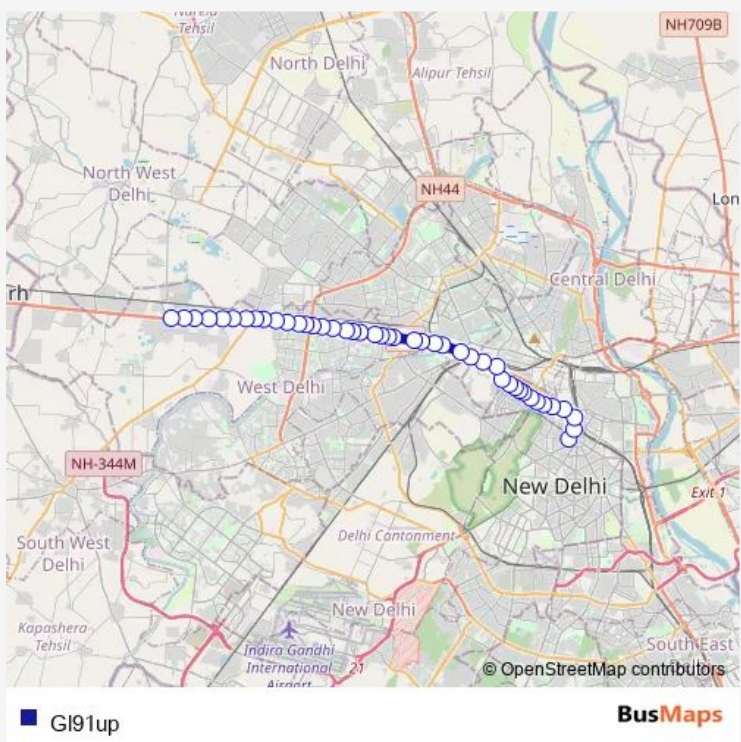 Narela
Tehsil
NH709B
North Delhi
Alipur Tehsil
North West
Delhi
NH44
Lon
Central Delhi
rh
West Delhi
NH-344M
New Delhi
Exit 1
South West
Delhi
Delhi Cantonment
New Delhi
Kapashera
Tehsil
Indira Gandhi
International
Airport
21
South East
© OpenStreetMap contributors
Gl91up
BusMaps